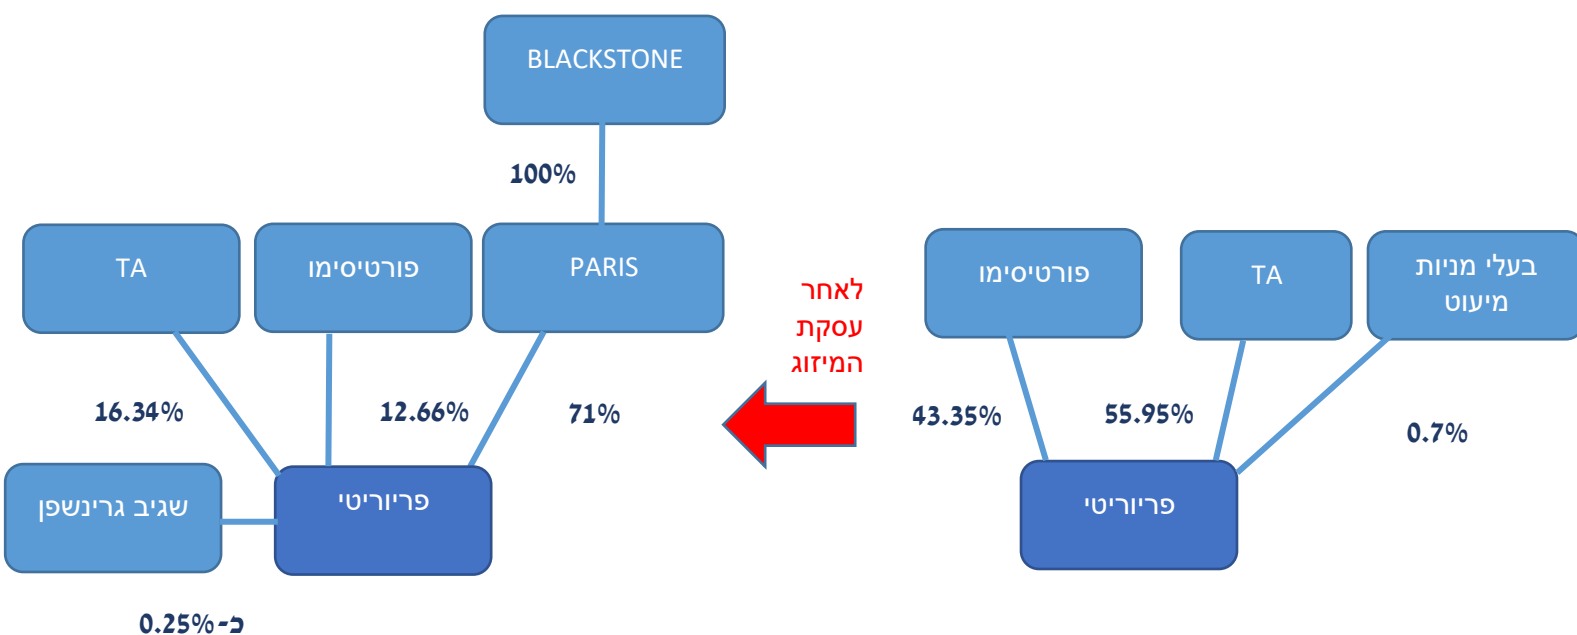 BLACKSTONE
100%
TA
פורטיסימו
PARIS
16.34%
12.66%
71%
שגיב גרינשפן
פריוריטי
כ-0.25%
לאחר
עסקת
המיזוג
פורטיסימו
TA
בעלי מניות
מיעוט
43.35%
55.95%
0.7%
פריוריטי